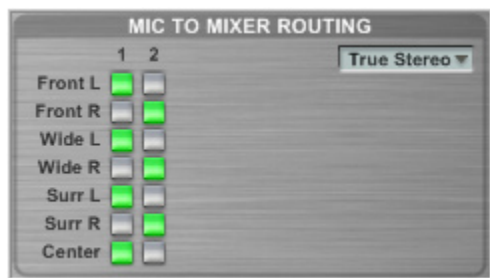 MIC TO MIXER ROUTING
1 2
True Stereo
Front L
Front R
Wide L
Wide R
Surr L
Surr R
Center